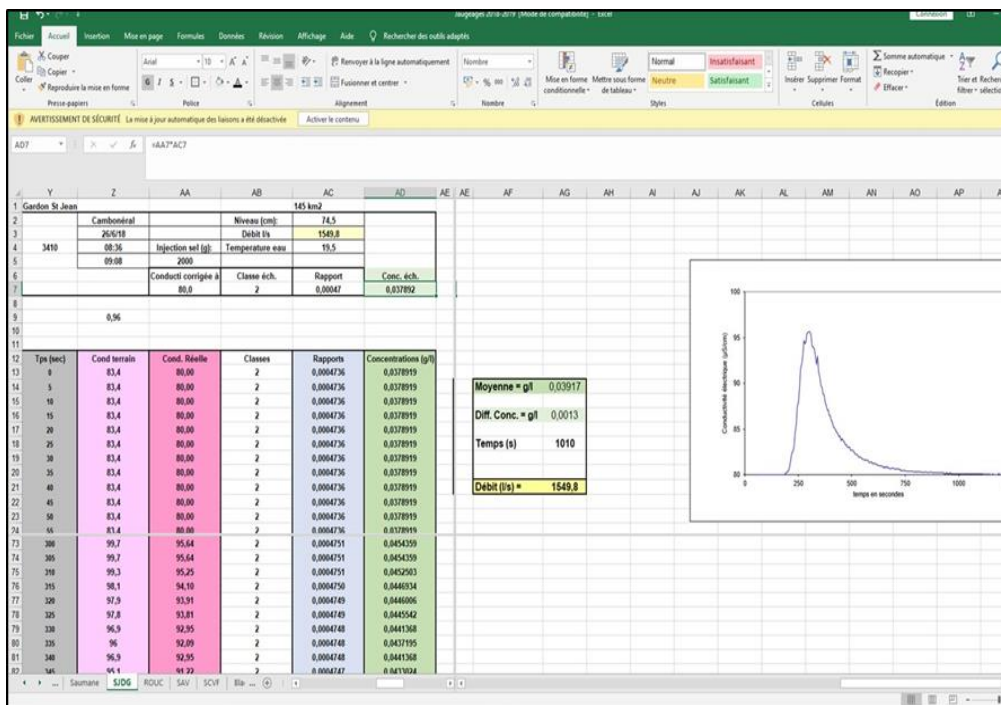 Jaugeages 2018-2019 [Mode de compatibilité] - Excel Connexion
Fichier Accueil Insertion Mise en page Formules Données Révision Affichage Aide Rechercher des outils adaptés
Coller
Couper
Copier
Reproduire la mise en forme
Presse-papiers
Arial 10
G I S
Police
Renvoyer à la ligne automatiquement
Fusionner et centrer
Alignement
Nombre
% 000
Nombre
Mise en forme conditionnelle
Mettre sous forme de tableau
Normal Insatisfaisant
Neutre Satisfaisant
Styles
Insérer Supprimer Format
Cellules
Somme automatique
Recopier
Effacer
Trier et filtrer
Édition
AVERTISSEMENT DE SÉCURITÉ La mise à jour automatique des liaisons a été désactivée Activer le contenu
AD7 fx =AA7*AC7
Y Z AA AB AC AD AE AE AF AG AH AI AJ AK AL AM AN AO AP
1 Gardon St Jean 145 km2
2 Cambonéral Niveau (cm): 74,5
3 26/6/18 Débit l/s 1549,8
4 3410 08:36 Injection sel (g): Temperature eau 19,5
5 09:08 2000
6 Conducti corrigée à Classe éch. Rapport Conc. éch.
7 80,0 2 0,00047 0,037892
8
9 0,96
10
11
12 Tps (sec) Cond terrain Cond. Réelle Classes Rapports Concentrations (g/l)
13 0 83,4 80,00 2 0,0004736 0,0378919
14 5 83,4 80,00 2 0,0004736 0,0378919
15 10 83,4 80,00 2 0,0004736 0,0378919
16 15 83,4 80,00 2 0,0004736 0,0378919
17 20 83,4 80,00 2 0,0004736 0,0378919
18 25 83,4 80,00 2 0,0004736 0,0378919
19 30 83,4 80,00 2 0,0004736 0,0378919
20 35 83,4 80,00 2 0,0004736 0,0378919
21 40 83,4 80,00 2 0,0004736 0,0378919
22 45 83,4 80,00 2 0,0004736 0,0378919
23 50 83,4 80,00 2 0,0004736 0,0378919
24 55 83,4 80,00 2 0,0004736 0,0378919
73 300 99,7 95,64 2 0,0004751 0,0454359
74 305 99,7 95,64 2 0,0004751 0,0454359
75 310 99,3 95,25 2 0,0004751 0,0452503
76 315 98,1 94,10 2 0,0004750 0,0446934
77 320 97,9 93,91 2 0,0004749 0,0446006
78 325 97,8 93,81 2 0,0004749 0,0445542
79 330 96,9 92,95 2 0,0004748 0,0441368
80 335 96 92,09 2 0,0004748 0,0437195
81 340 96,9 92,95 2 0,0004748 0,0441368
82 345 95,1 91,22 2 0,0004747 0,0433024
Moyenne = g/l 0,03917
Diff. Conc. = g/l 0,0013
Temps (s) 1010
Débit (l/s) = 1549,8
Conductivité électrique (µS/cm)
100
95
90
85
80
0 250 500 750 1000
temps en secondes
... Saumane SJDG ROUC SAV SCVF Bla ...